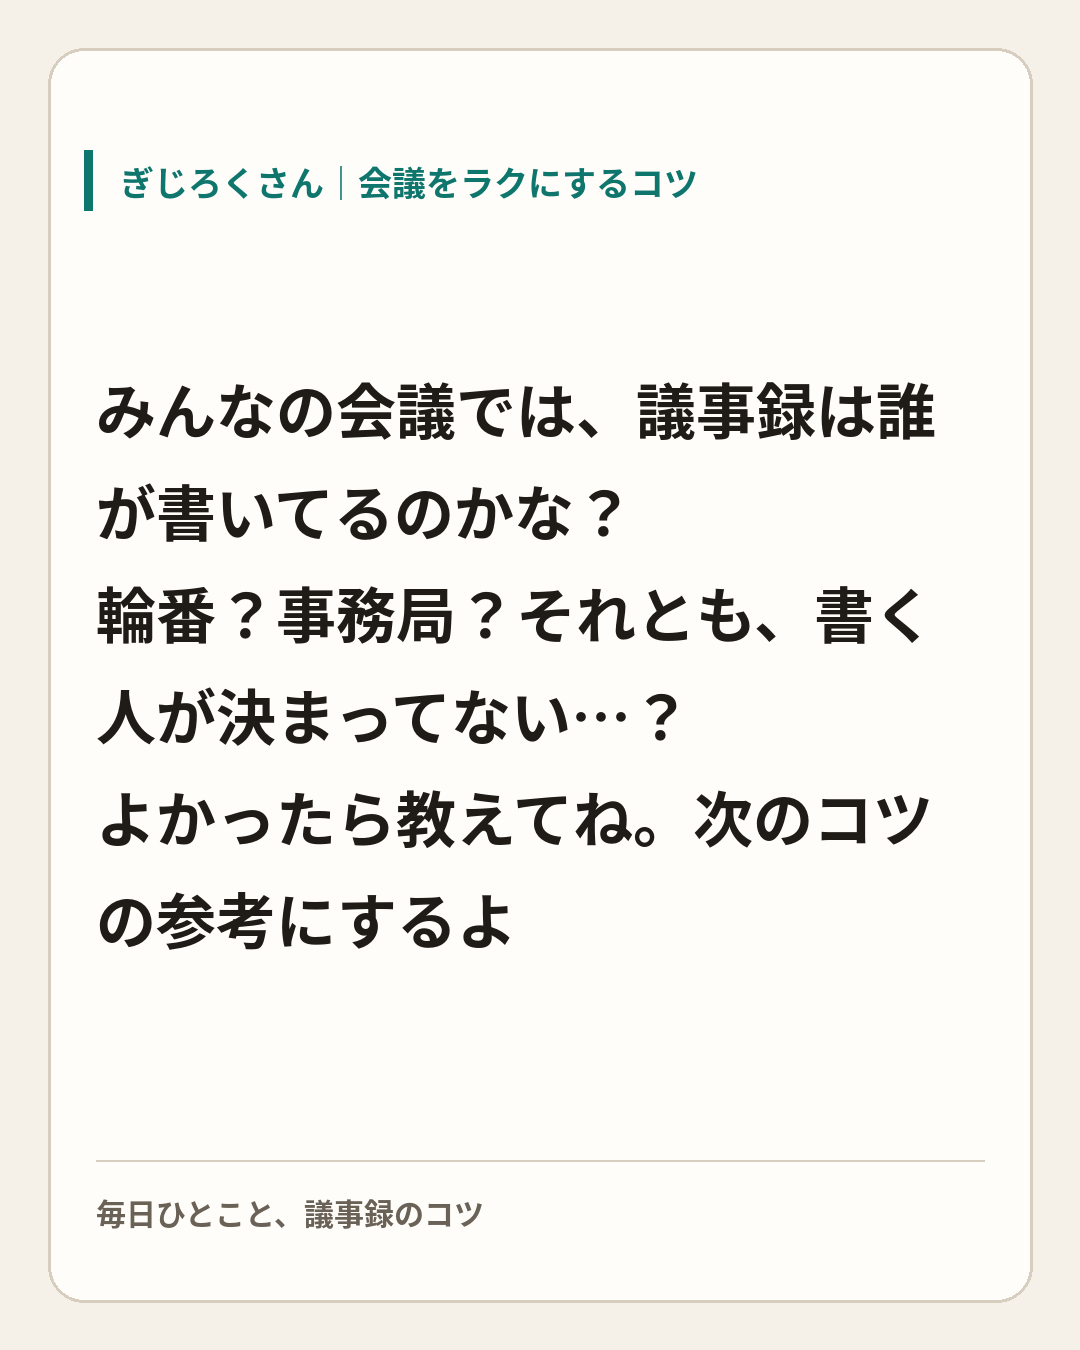 ぎじろくさん｜会議をラクにするコツ
みんなの会議では、議事録は誰
が書いてるのかな？
輪番？事務局？それとも、書く
人が決まってない…？
よかったら教えてね。次のコツ
の参考にするよ
毎日ひとこと、議事録のコツ